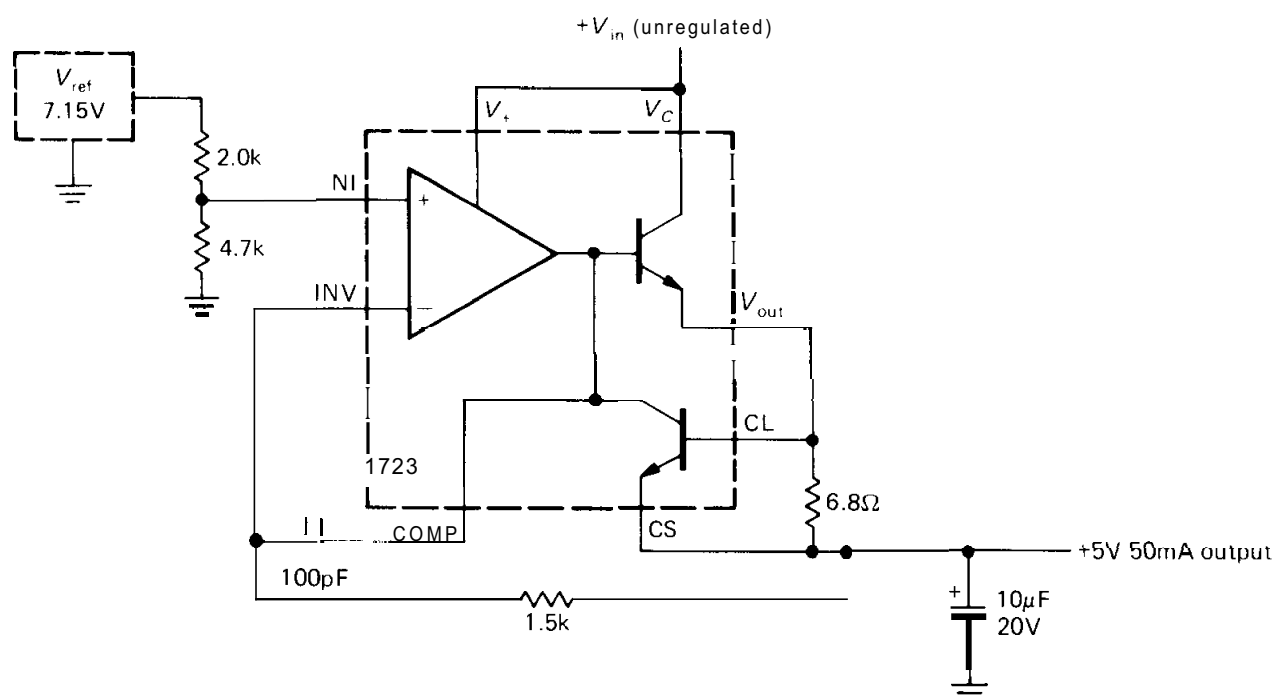 +V_in (unregulated)
V_ref
7.15V
V_+
V_C
2.0k
NI
+
4.7k
INV
−
V_out
CL
1723
6.8Ω
COMP
CS
+5V 50mA output
100pF
1.5k
+
10μF
20V